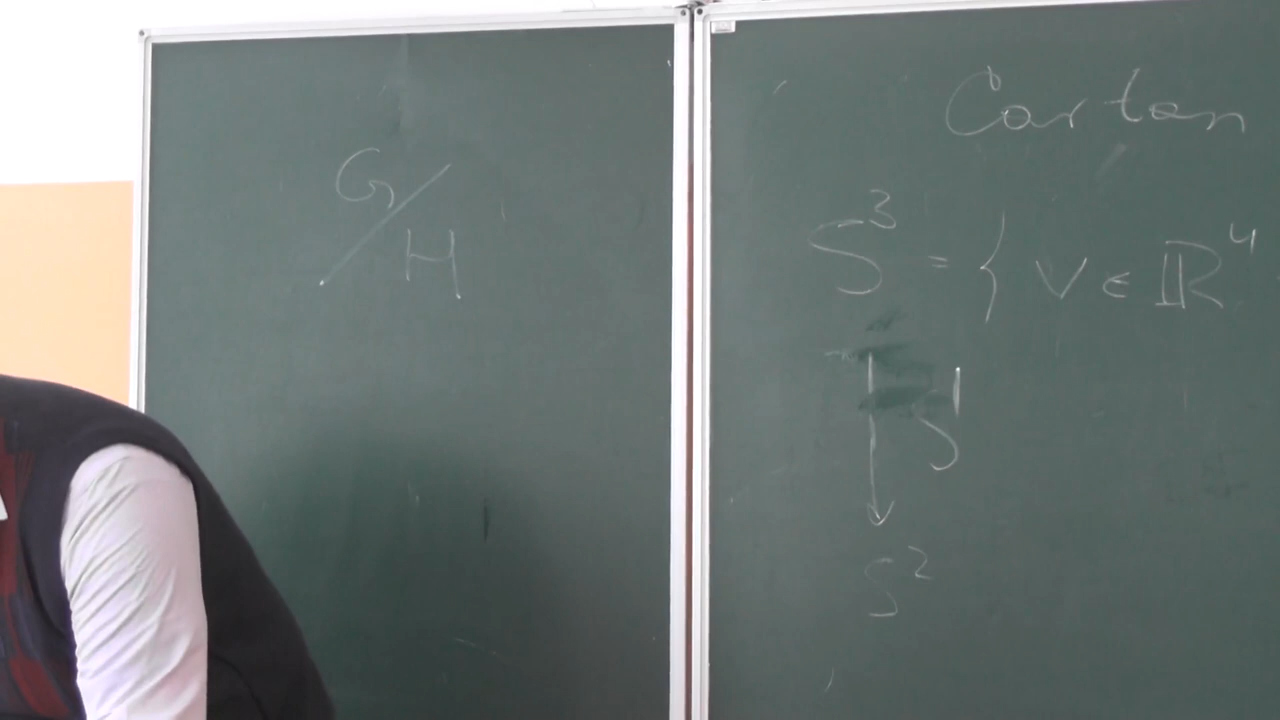 G/H
Cartan
S³ = { v ∈ ℝ⁴
↓ S¹
S²